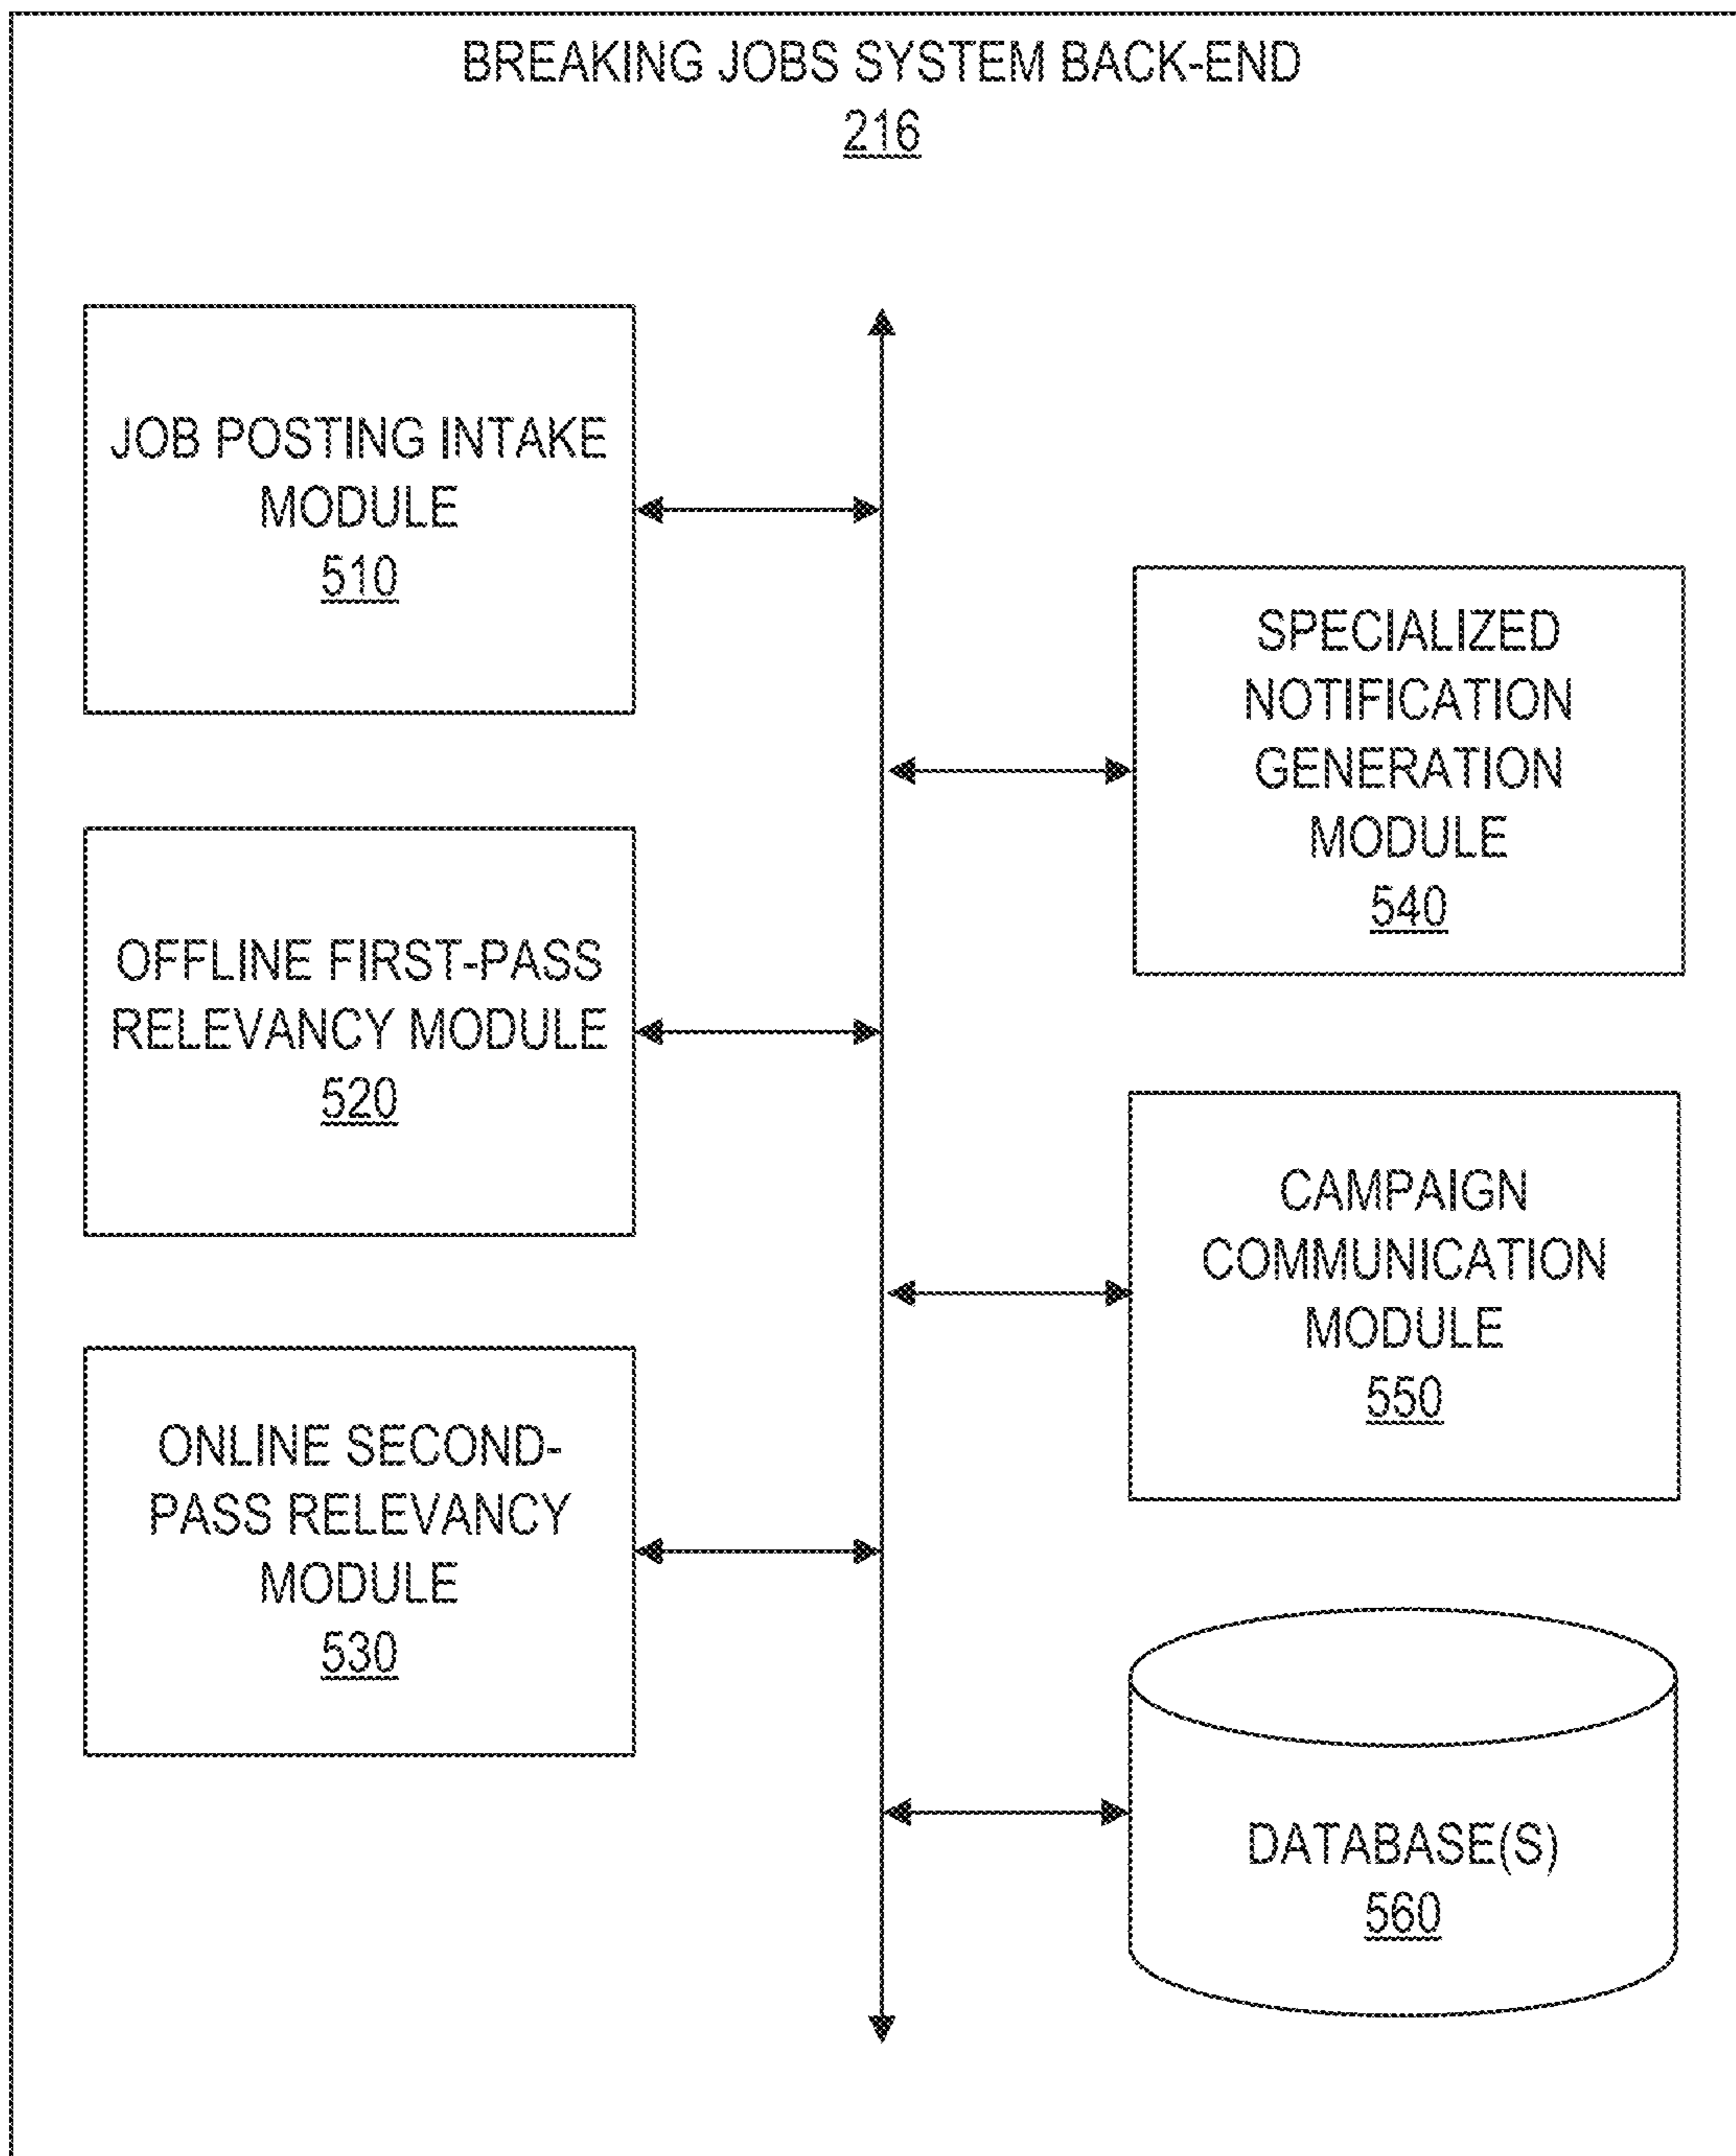 BREAKING JOBS SYSTEM BACK-END
216
JOB POSTING INTAKE
MODULE
510
OFFLINE FIRST-PASS
RELEVANCY MODULE
520
ONLINE SECOND-
PASS RELEVANCY
MODULE
530
SPECIALIZED
NOTIFICATION
GENERATION
MODULE
540
CAMPAIGN
COMMUNICATION
MODULE
550
DATABASE(S)
560